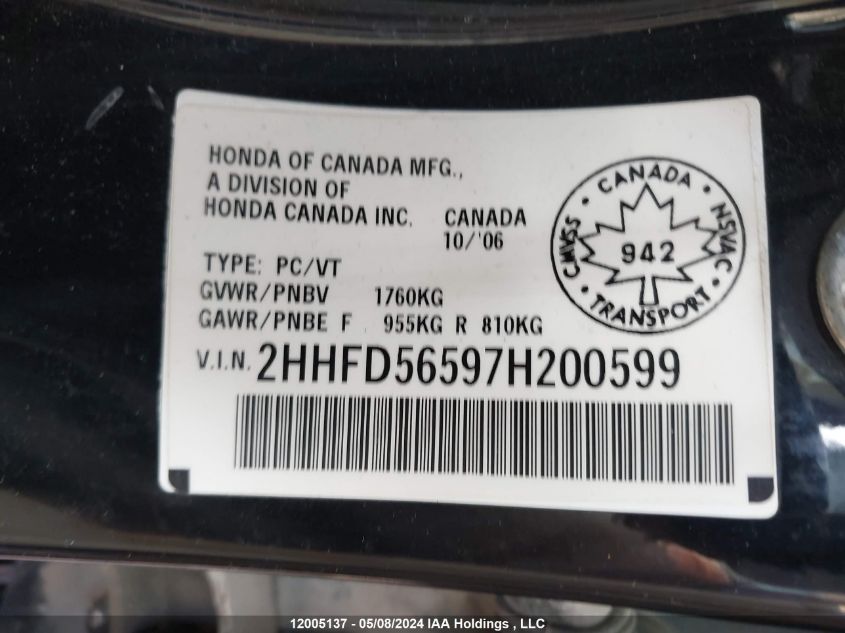 HONDA OF CANADA MFG.,
A DIVISION OF
HONDA CANADA INC. CANADA
10/'06
TYPE: PC/VT
GVWR/PNBV 1760KG
GAWR/PNBE F 955KG R 810KG
V.I.N. 2HHFD56597H200599
CANADA
CMVSS 942 NSVAC
TRANSPORT
12005137 - 05/08/2024 IAA Holdings , LLC